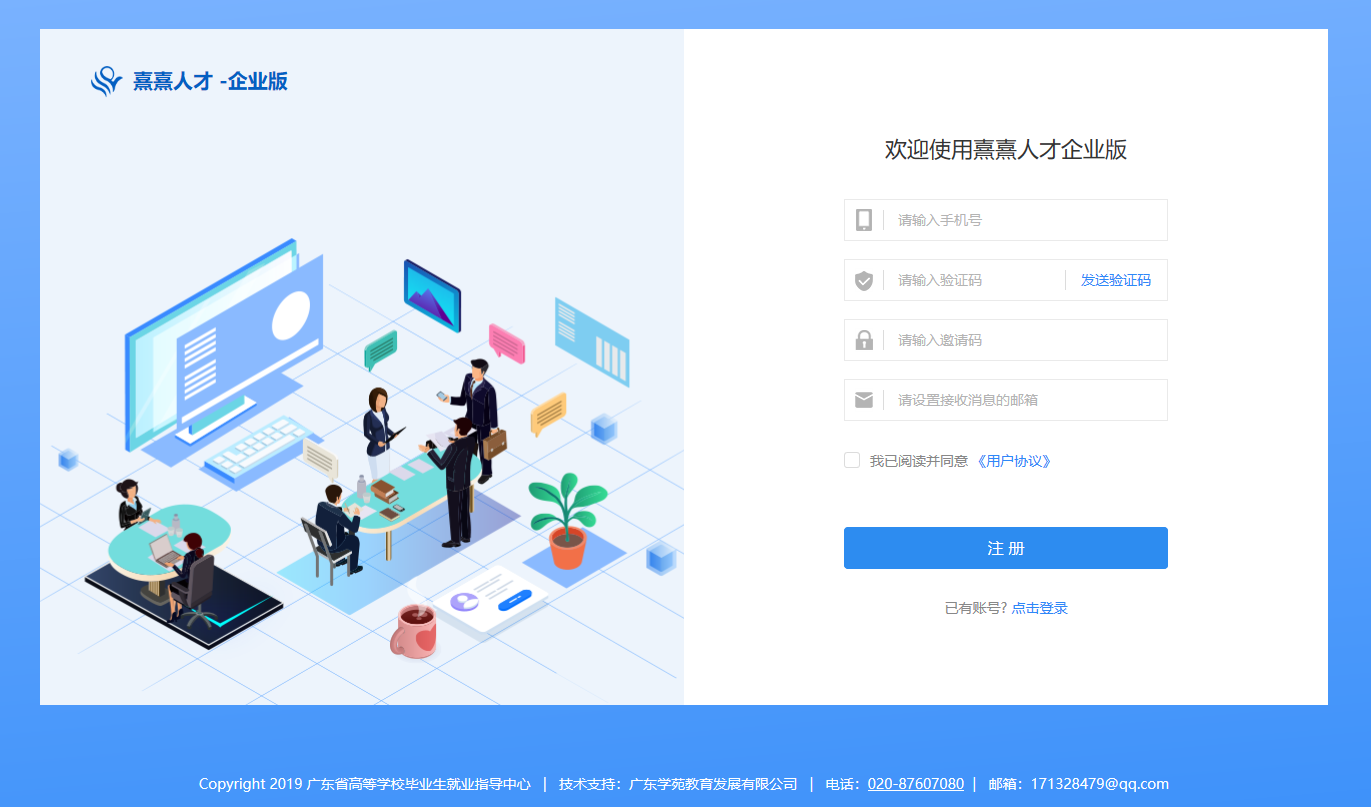 熹熹人才 -企业版
欢迎使用熹熹人才企业版
请输入手机号
请输入验证码 发送验证码
请输入邀请码
请设置接收消息的邮箱
我已阅读并同意 《用户协议》
注 册
已有账号? 点击登录
Copyright 2019 广东省高等学校毕业生就业指导中心 | 技术支持：广东学苑教育发展有限公司 | 电话：020-87607080 | 邮箱：171328479@qq.com